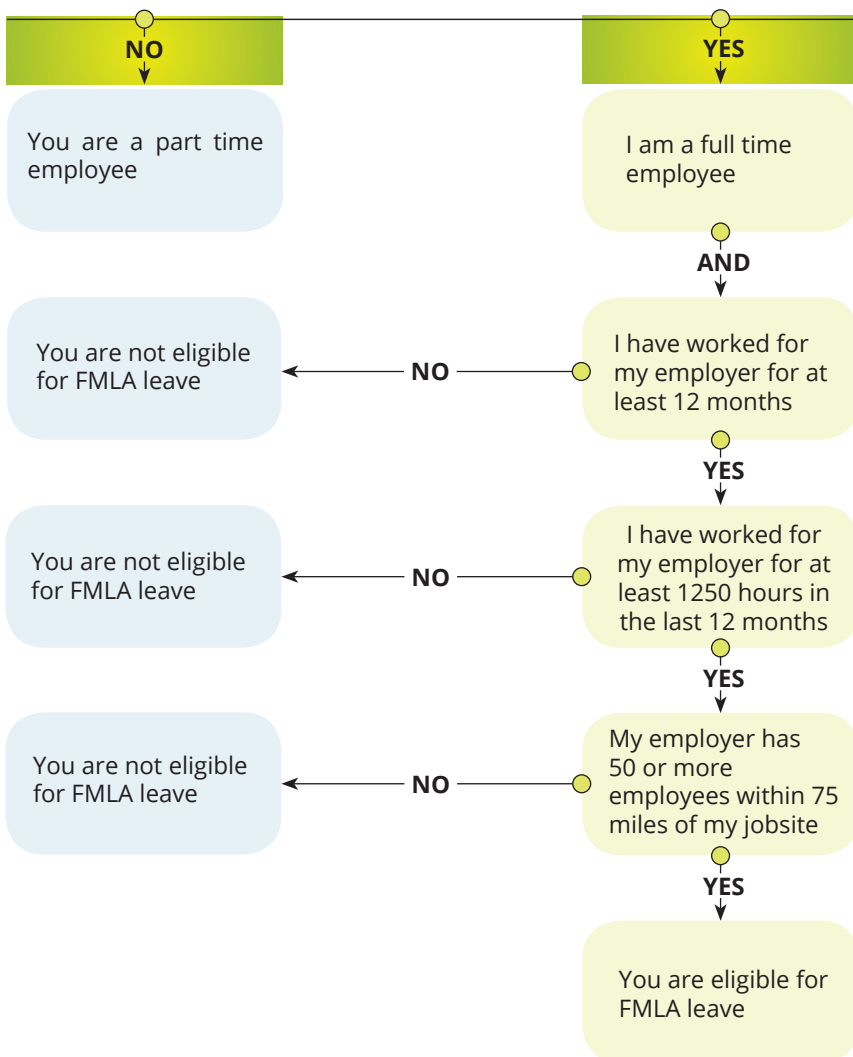 NO
YES
You are a part time
employee
I am a full time
employee
AND
You are not eligible
for FMLA leave
NO
I have worked for
my employer for at
least 12 months
YES
You are not eligible
for FMLA leave
NO
I have worked for
my employer for at
least 1250 hours in
the last 12 months
YES
You are not eligible
for FMLA leave
NO
My employer has
50 or more
employees within 75
miles of my jobsite
YES
You are eligible for
FMLA leave